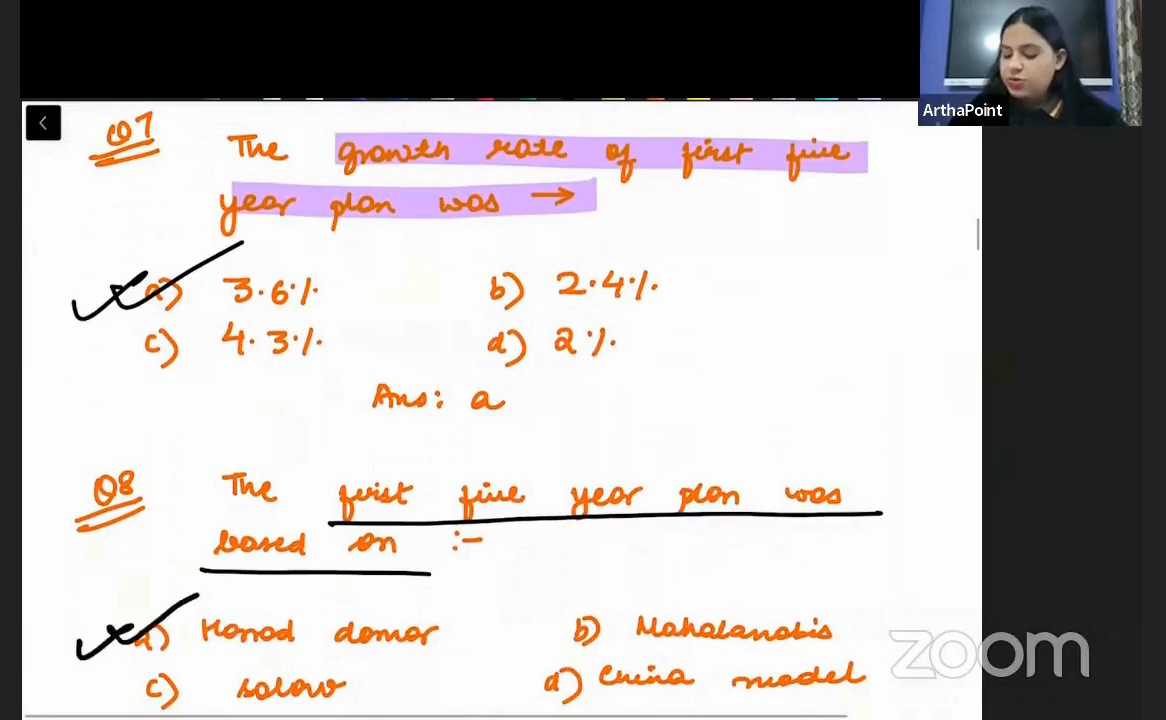 ArthaPoint
Q7 The growth rate of first five
year plan was →
a) 3.6% b) 2.4%
c) 4.3% d) 2%
Ans: a
Q8 The first five year plan was
based on :-
a) Harrod domar b) Mahalanobis
c) solow d) China model
zoom